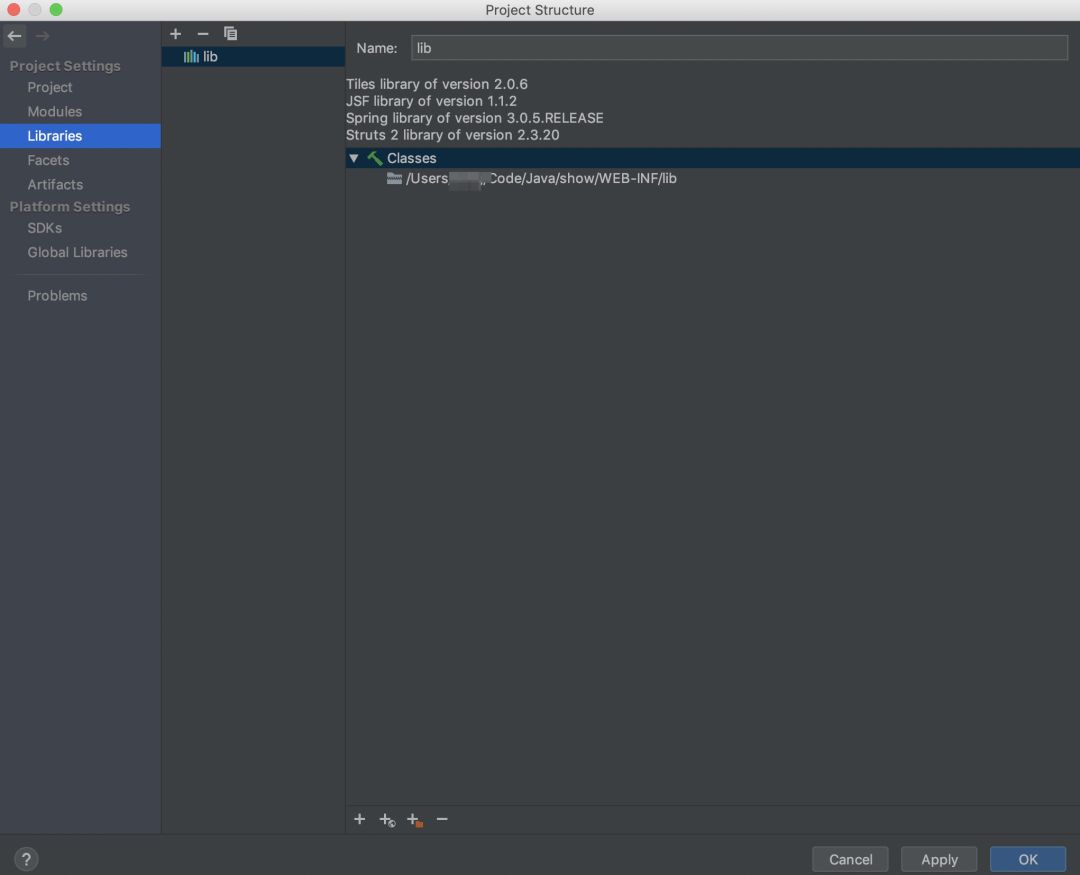 Project Structure
Project Settings
Project
Modules
Libraries
Facets
Artifacts
Platform Settings
SDKs
Global Libraries
Problems
lib
Name: lib
Tiles library of version 2.0.6
JSF library of version 1.1.2
Spring library of version 3.0.5.RELEASE
Struts 2 library of version 2.3.20
Classes
/Users/ /Code/Java/show/WEB-INF/lib
?
Cancel
Apply
OK